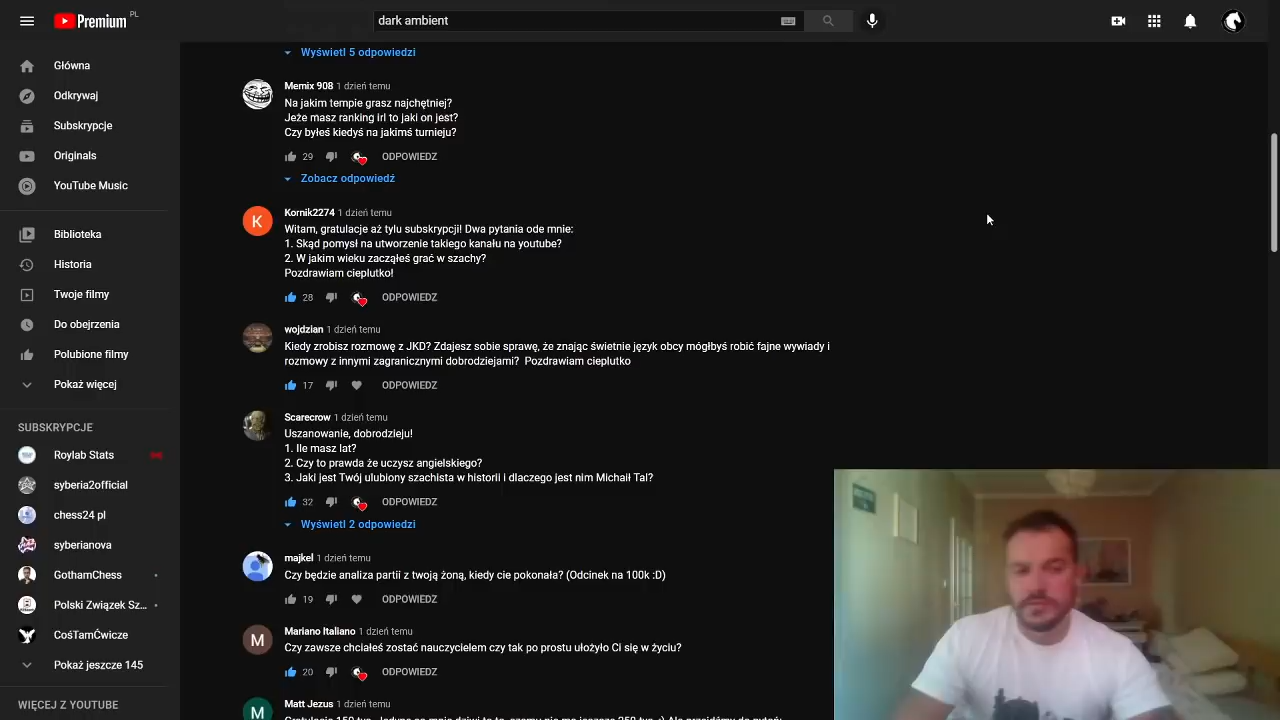 Premium PL
dark ambient
Główna
Odkrywaj
Subskrypcje
Originals
YouTube Music
Biblioteka
Historia
Twoje filmy
Do obejrzenia
Polubione filmy
Pokaż więcej
SUBSKRYPCJE
Roylab Stats
syberia2official
chess24 pl
syberianova
GothamChess
Polski Związek Sz...
CośTamĆwicze
Pokaż jeszcze 145
WIĘCEJ Z YOUTUBE
Wyświetl 5 odpowiedzi
Memix 908 1 dzień temu
Na jakim tempie grasz najchętniej?
Jeże masz ranking irl to jaki on jest?
Czy byłeś kiedyś na jakimś turnieju?
29 ODPOWIEDZ
Zobacz odpowiedź
K
Kornik2274 1 dzień temu
Witam, gratulacje aż tylu subskrypcji! Dwa pytania ode mnie:
1. Skąd pomysł na utworzenie takiego kanału na youtube?
2. W jakim wieku zacząłeś grać w szachy?
Pozdrawiam cieplutko!
28 ODPOWIEDZ
wojdzian 1 dzień temu
Kiedy zrobisz rozmowę z JKD? Zdajesz sobie sprawę, że znając świetnie język obcy mógłbyś robić fajne wywiady i
rozmowy z innymi zagranicznymi dobrodziejami? Pozdrawiam cieplutko
17 ODPOWIEDZ
Scarecrow 1 dzień temu
Uszanowanie, dobrodzieju!
1. Ile masz lat?
2. Czy to prawda że uczysz angielskiego?
3. Jaki jest Twój ulubiony szachista w historii i dlaczego jest nim Michaił Tal?
32 ODPOWIEDZ
Wyświetl 2 odpowiedzi
majkel 1 dzień temu
Czy będzie analiza partii z twoją żoną, kiedy cie pokonała? (Odcinek na 100k :D)
19 ODPOWIEDZ
M
Mariano Italiano 1 dzień temu
Czy zawsze chciałeś zostać nauczycielem czy tak po prostu ułożyło Ci się w życiu?
20 ODPOWIEDZ
M
Matt Jezus 1 dzień temu